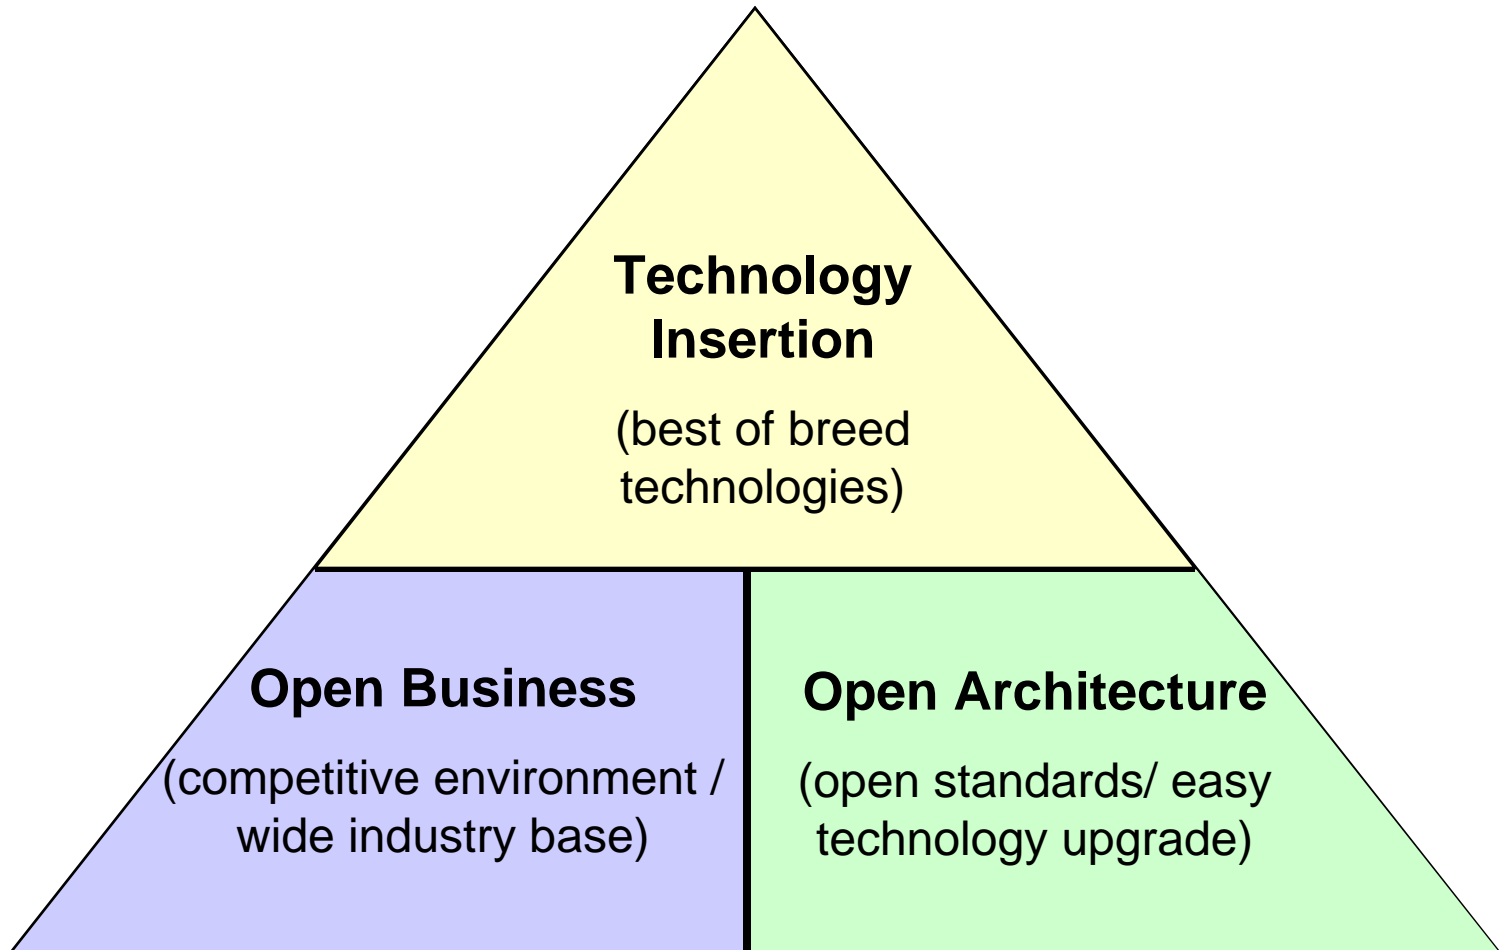 Technology
Insertion
(best of breed
technologies)
Open Business
(competitive environment /
wide industry base)
Open Architecture
(open standards/ easy
technology upgrade)